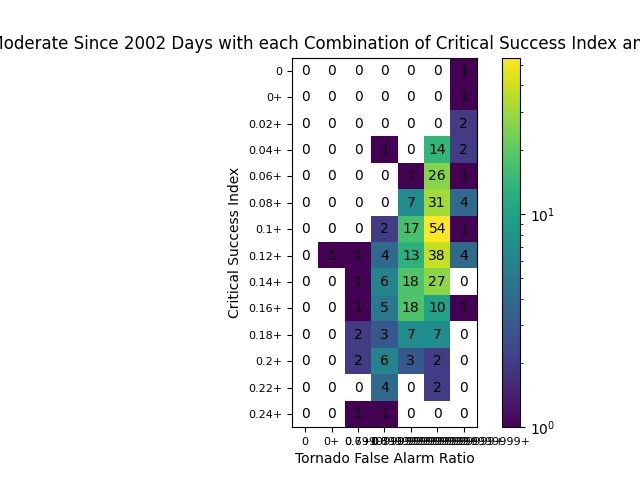 Moderate Since 2002 Days with each Combination of Critical Success Index an
0 0 0 0 0 0 0 1
0+ 0 0 0 0 0 0 1
0.02+ 0 0 0 0 0 0 2
0.04+ 0 0 0 1 0 14 2
0.06+ 0 0 0 0 1 26 1
0.08+ 0 0 0 0 7 31 4
0.1+ 0 0 0 2 17 54 1
0.12+ 0 1 1 4 13 38 4
0.14+ 0 0 1 6 18 27 0
0.16+ 0 0 1 5 18 10 1
0.18+ 0 0 2 3 7 7 0
0.2+ 0 0 2 6 3 2 0
0.22+ 0 0 0 4 0 2 0
0.24+ 0 0 1 1 0 0 0
0 0+
Tornado False Alarm Ratio
Critical Success Index
10¹
10⁰